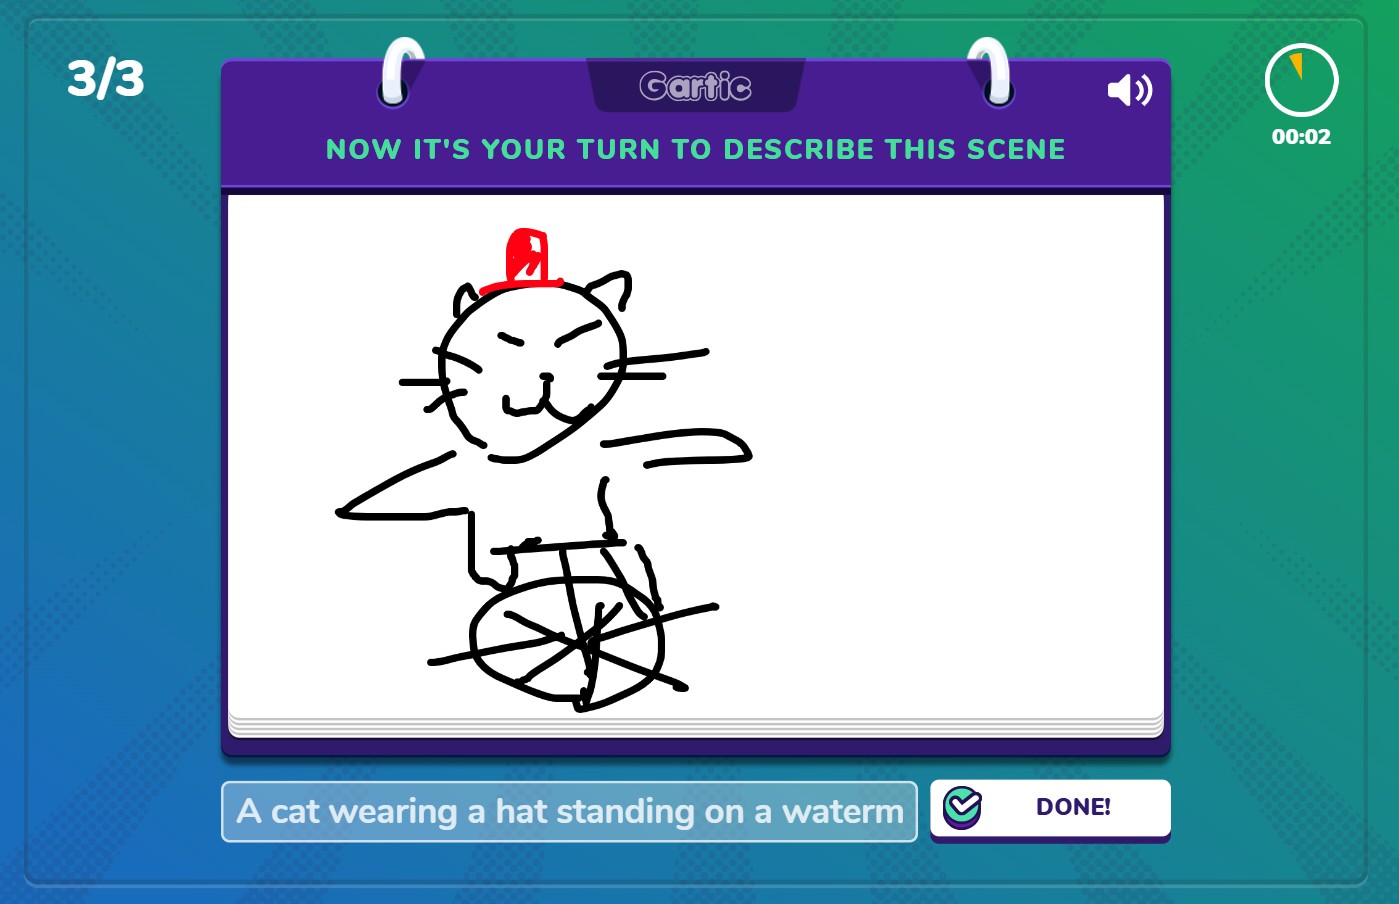 3/3
Gartic
00:02
NOW IT'S YOUR TURN TO DESCRIBE THIS SCENE
A cat wearing a hat standing on a waterm
DONE!